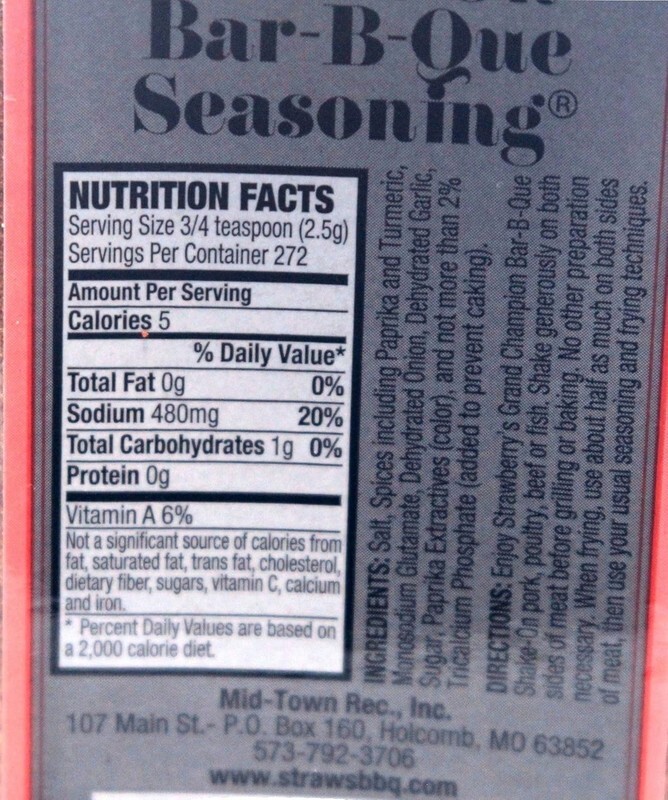 Bar-B-Que
Seasoning®
NUTRITION FACTS
Serving Size 3/4 teaspoon (2.5g)
Servings Per Container 272
Amount Per Serving
Calories 5
% Daily Value*
Total Fat 0g 0%
Sodium 480mg 20%
Total Carbohydrates 1g 0%
Protein 0g
Vitamin A 6%
Not a significant source of calories from
fat, saturated fat, trans fat, cholesterol,
dietary fiber, sugars, vitamin C, calcium
and iron.
* Percent Daily Values are based on
a 2,000 calorie diet.
INGREDIENTS: Salt, Spices including Paprika and Turmeric,
Monosodium Glutamate, Dehydrated Onion, Dehydrated Garlic,
Sugar, Paprika Extractives (color), and not more than 2%
Tricalcium Phosphate (added to prevent caking).
DIRECTIONS: Enjoy Strawberry's Grand Champion Bar-B-Que
Shake-On pork, poultry, beef or fish. Shake generously on both
sides of meat before grilling or baking. No other preparation
necessary. When frying, use about half as much on both sides
of meat, then use your usual seasoning and frying techniques.
Mid-Town Rec., Inc.
107 Main St.- P.O. Box 160, Holcomb, MO 63852
573-792-3706
www.strawsbbq.com